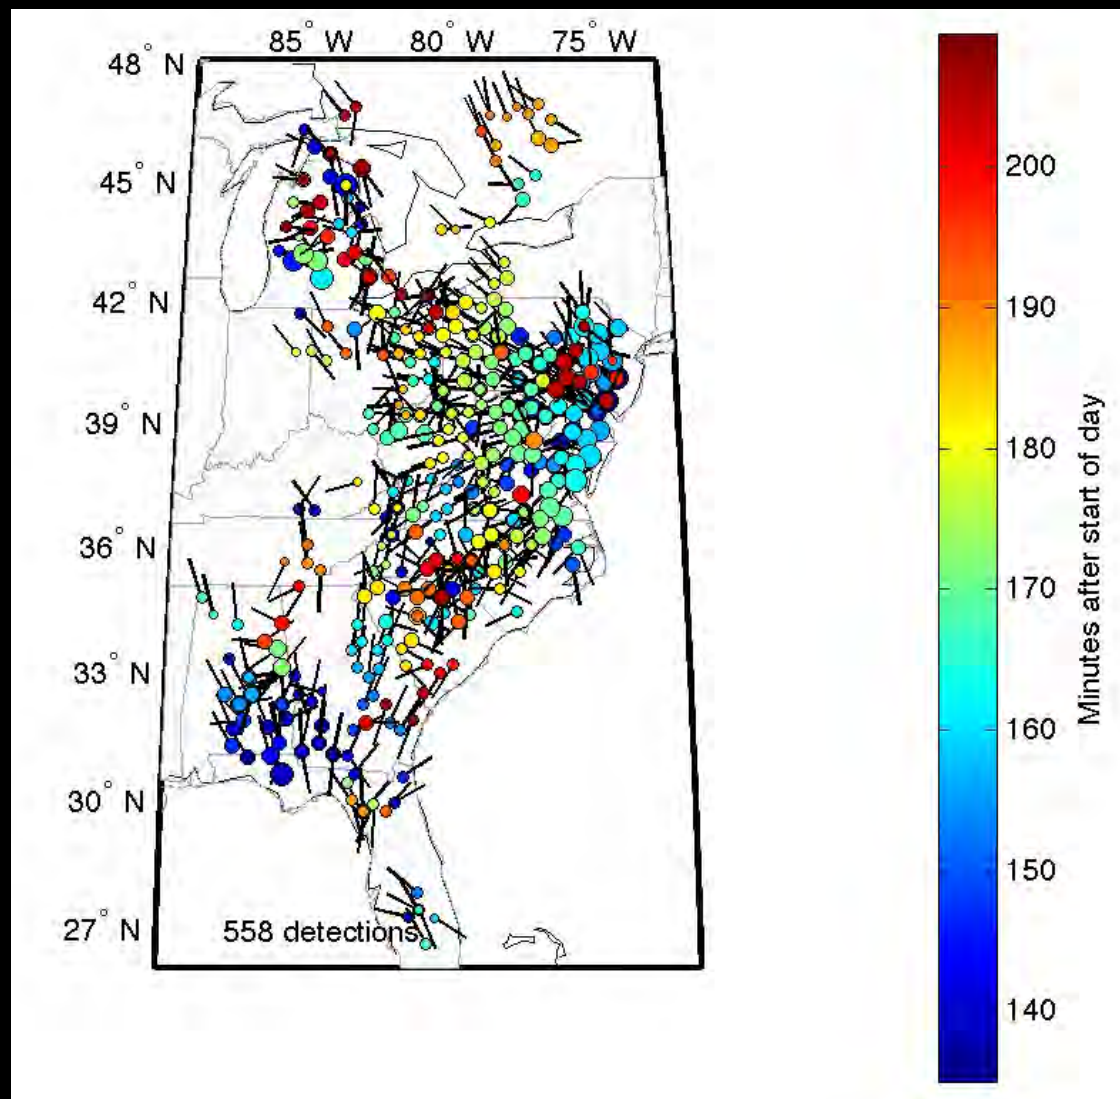 85° W 80° W 75° W
48° N
45° N
42° N
39° N
36° N
33° N
30° N
27° N
558 detections
200
190
180
170
160
150
140
Minutes after start of day